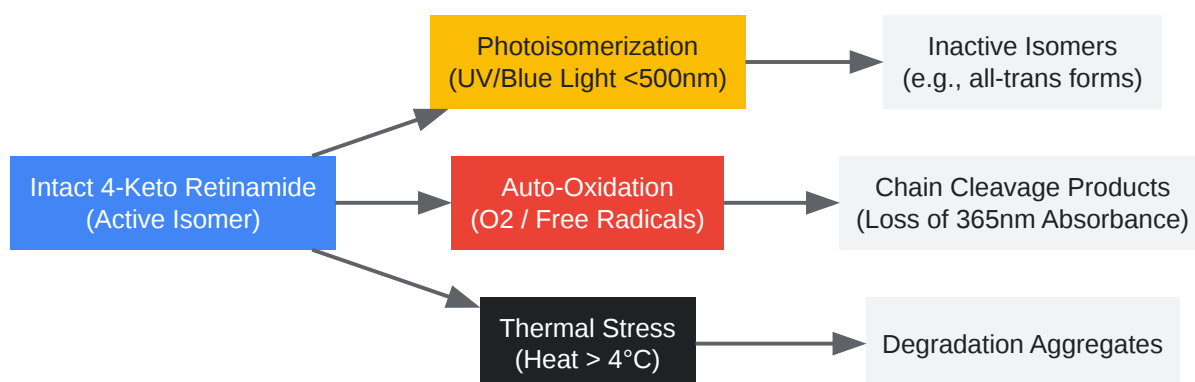 Photoisomerization
(UV/Blue Light <500nm)
Inactive Isomers
(e.g., all-trans forms)
Intact 4-Keto Retinamide
(Active Isomer)
Auto-Oxidation
(O2 / Free Radicals)
Chain Cleavage Products
(Loss of 365nm Absorbance)
Thermal Stress
(Heat > 4°C)
Degradation Aggregates